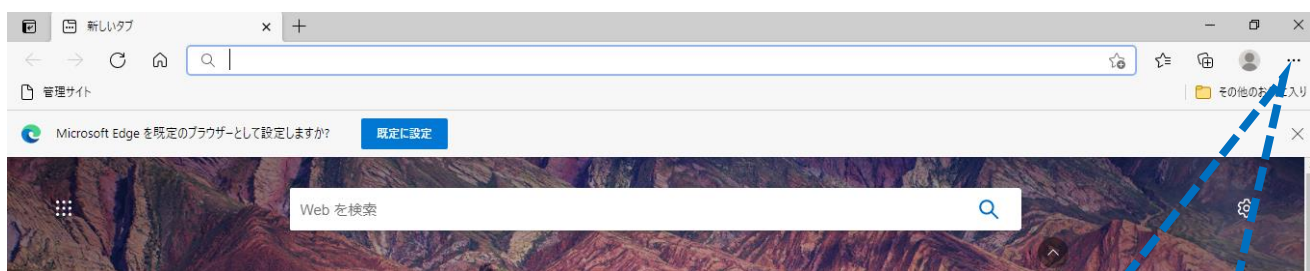 新しいタブ
管理サイト
その他のお 入り
Microsoft Edge を既定のブラウザーとして設定しますか? 既定に設定
Web を検索